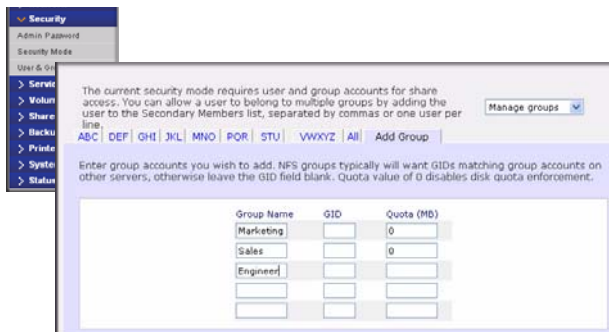 Security
Admin Password
Security Mode
User & Gro
Servic
Volum
Share
Backu
Printe
System
Status
The current security mode requires user and group accounts for share
access. You can allow a user to belong to multiple groups by adding the
user to the Secondary Members list, separated by commas or one user per
line.
Manage groups
ABC DEF GHI JKL MNO PQR STU VWXYZ All Add Group
Enter group accounts you wish to add. NFS groups typically will want GIDs matching group accounts on
other servers, otherwise leave the GID field blank. Quota value of 0 disables disk quota enforcement.
Group Name GID Quota (MB)
Marketing 0
Sales 0
Engineer